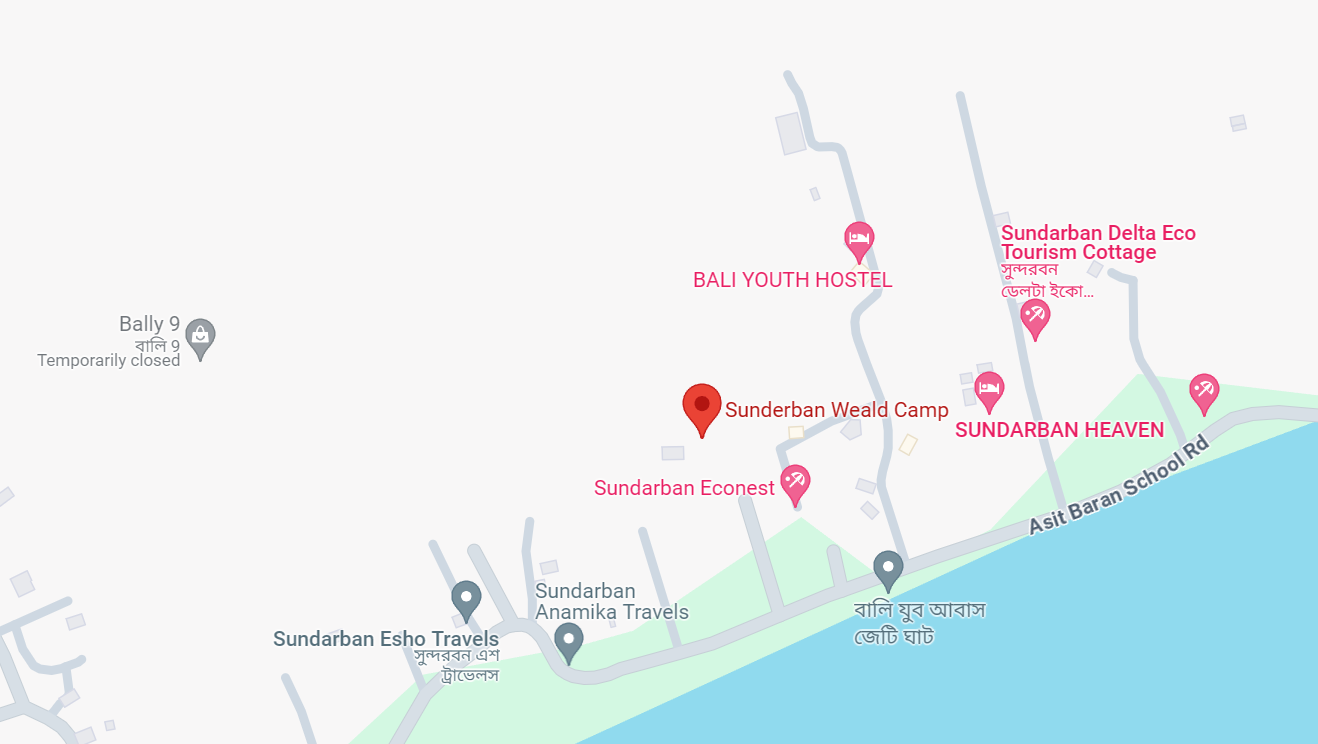 Sundarban Delta Eco
Tourism Cottage
সুন্দরবন
ডেলটা ইকো...
BALI YOUTH HOSTEL
Bally 9
বালি 9
Temporarily closed
Sunderban Weald Camp
SUNDARBAN HEAVEN
Sundarban Econest
Asit Baran School Rd
Sundarban
Anamika Travels
বালি যুব আবাস
জেটি ঘাট
Sundarban Esho Travels
সুন্দরবন এশ
ট্রাভেলস